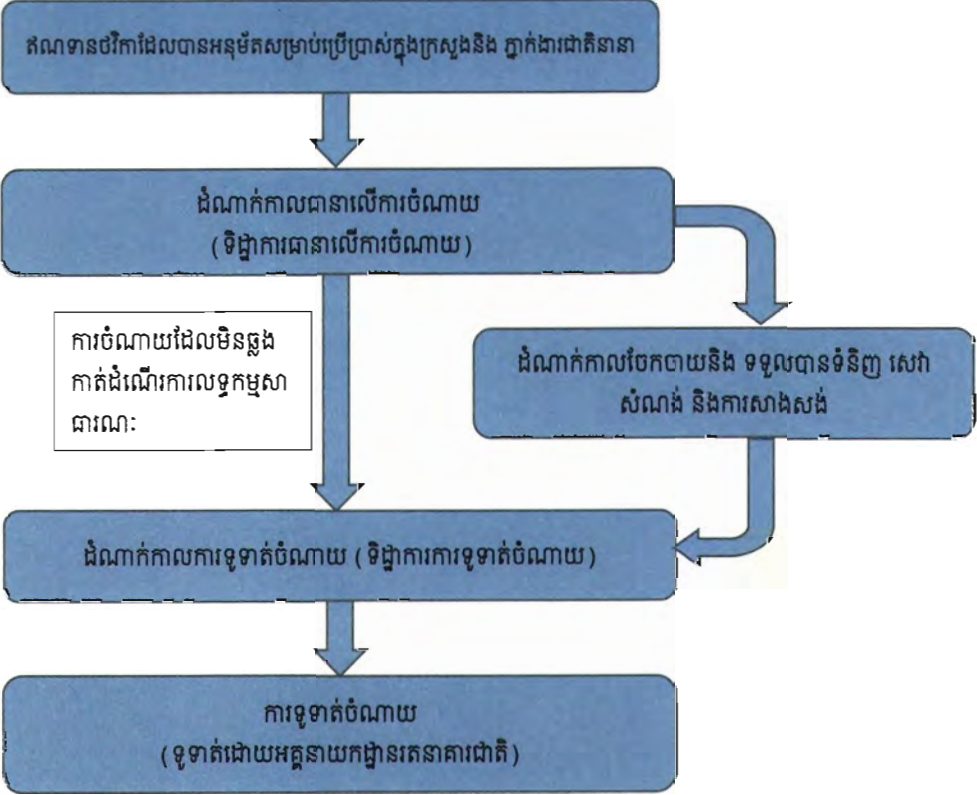 ឥណទានថវិកាដែលបានអនុម័តសម្រាប់ប្រើប្រាស់ក្នុងក្រសួងនិង ភ្នាក់ងារជាតិនានា
ដំណាក់កាលធានាលើការចំណាយ
(ទិដ្ឋាការធានាលើការចំណាយ)
ការចំណាយដែលមិនឆ្លង
កាត់ដំណើរការលទ្ធកម្មសា
ធារណៈ
ដំណាក់កាលចែកចាយនិង ទទួលបានទំនិញ សេវា
សំណង់ និងការសាងសង់
ដំណាក់កាលការទូទាត់ចំណាយ (ទិដ្ឋាការការទូទាត់ចំណាយ)
ការទូទាត់ចំណាយ
(ទូទាត់ដោយអគ្គនាយកដ្ឋានរតនាគារជាតិ)